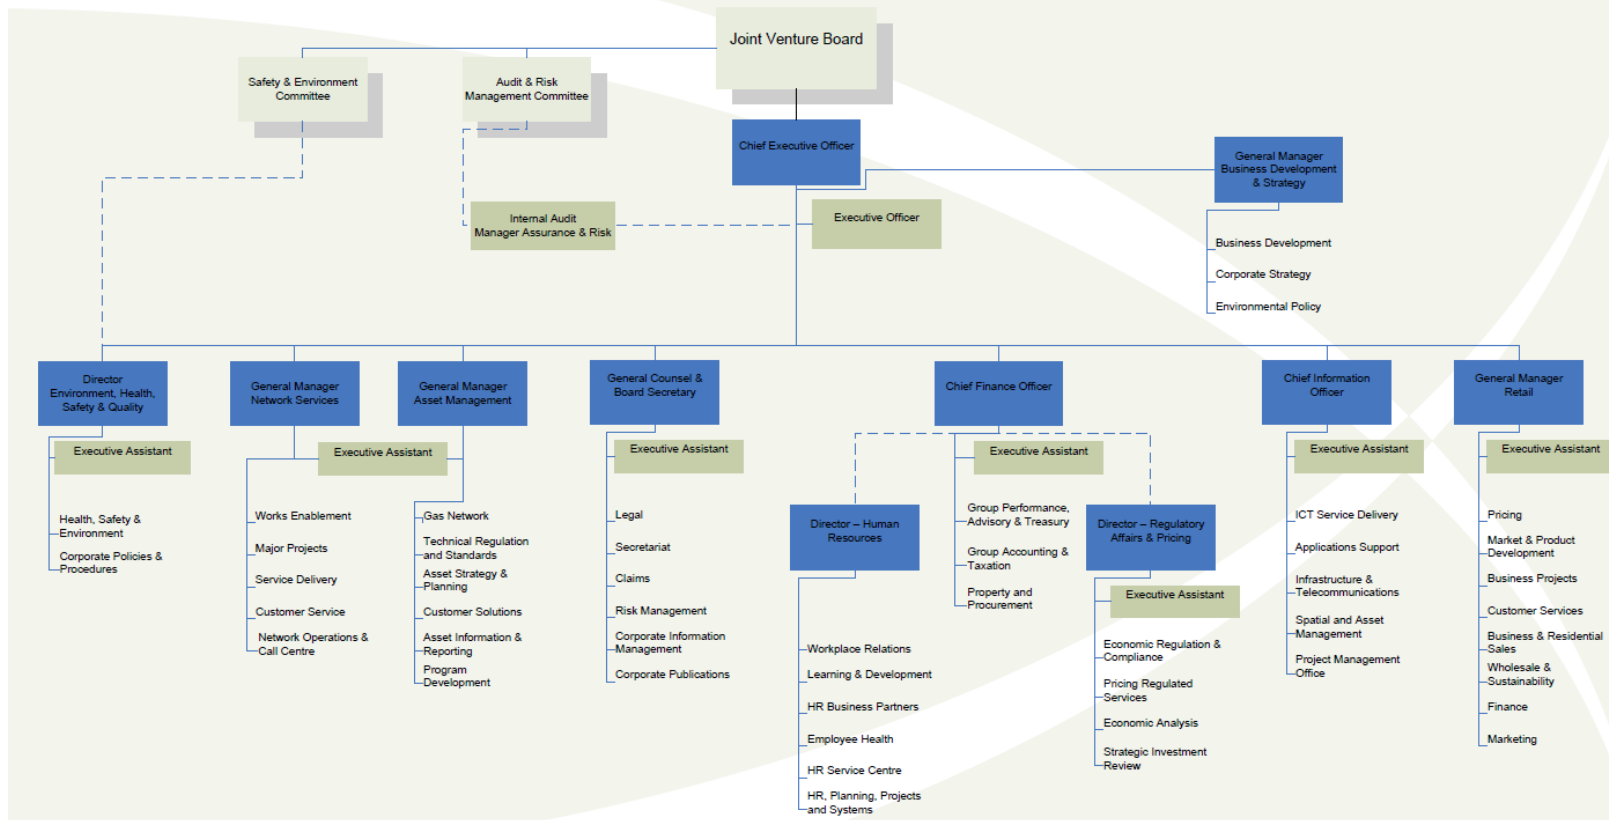 Joint Venture Board
Safety & Environment
Committee
Audit & Risk
Management Committee
Chief Executive Officer
General Manager
Business Development
& Strategy
Internal Audit
Manager Assurance & Risk
Executive Officer
Business Development
Corporate Strategy
Environmental Policy
Director
Environment, Health,
Safety & Quality
Executive Assistant
Health, Safety &
Environment
Corporate Policies &
Procedures
General Manager
Network Services
Executive Assistant
Works Enablement
Major Projects
Service Delivery
Customer Service
Network Operations &
Call Centre
General Manager
Asset Management
Gas Network
Technical Regulation
and Standards
Asset Strategy &
Planning
Customer Solutions
Asset Information &
Reporting
Program
Development
General Counsel &
Board Secretary
Executive Assistant
Legal
Secretariat
Claims
Risk Management
Corporate Information
Management
Corporate Publications
Chief Finance Officer
Executive Assistant
Group Performance,
Advisory & Treasury
Group Accounting &
Taxation
Property and
Procurement
Director – Human
Resources
Workplace Relations
Learning & Development
HR Business Partners
Employee Health
HR Service Centre
HR, Planning, Projects
and Systems
Director – Regulatory
Affairs & Pricing
Executive Assistant
Economic Regulation &
Compliance
Pricing Regulated
Services
Economic Analysis
Strategic Investment
Review
Chief Information
Officer
Executive Assistant
ICT Service Delivery
Applications Support
Infrastructure &
Telecommunications
Spatial and Asset
Management
Project Management
Office
General Manager
Retail
Executive Assistant
Pricing
Market & Product
Development
Business Projects
Customer Services
Business & Residential
Sales
Wholesale &
Sustainability
Finance
Marketing